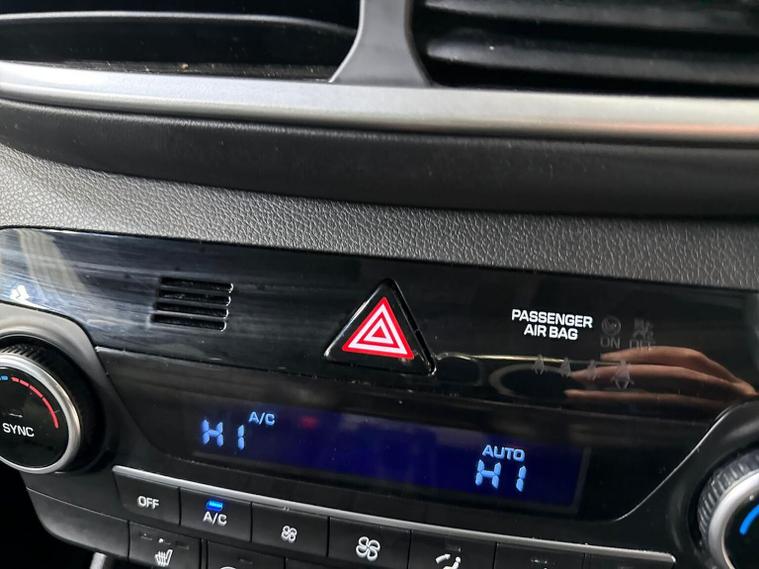 PASSENGER
AIR BAG
ON
OFF
A/C
HI
AUTO
HI
SYNC
OFF
A/C